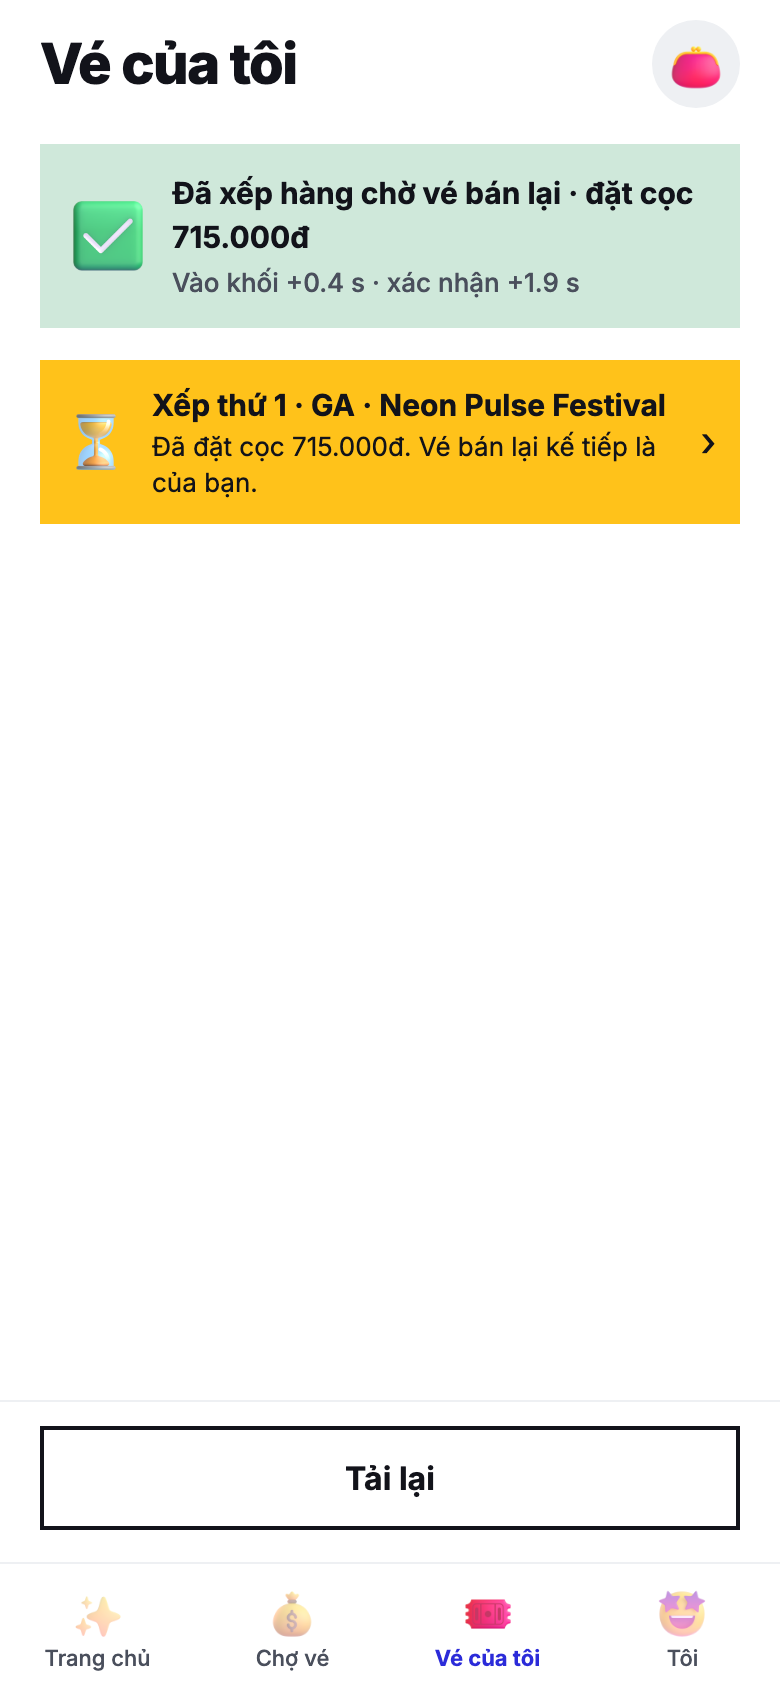 Vé của tôi
Đã xếp hàng chờ vé bán lại · đặt cọc
715.000đ
Vào khối +0.4 s · xác nhận +1.9 s
Xếp thứ 1 · GA · Neon Pulse Festival
Đã đặt cọc 715.000đ. Vé bán lại kế tiếp là
của bạn.
Tải lại
Trang chủ
Chợ vé
Vé của tôi
Tôi